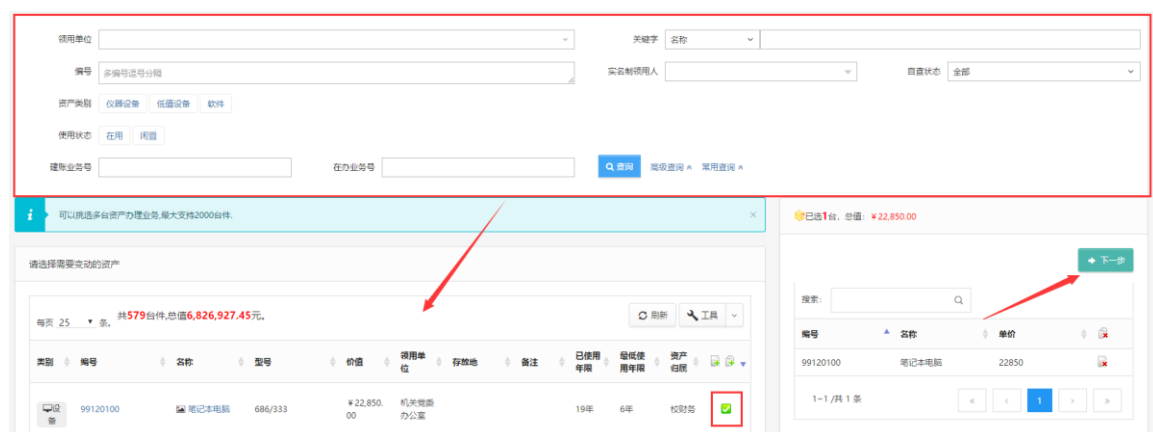 领用单位 关键字 名称
编号 多编号逗号分隔 实名制领用人 自查状态 全部
资产类别 仪器设备 低值设备 软件
使用状态 在用 闲置
建账业务号 在办业务号 查询 高级查询 常用查询
可以挑选多台资产办理业务,最大支持2000台件.
已选1台, 总值: ¥22,850.00
请选择需要变动的资产
下一步
每页 25 条, 共579台件,总值6,826,927.45元。 刷新 工具
搜索:
类别 编号 名称 型号 价值 领用单位 存放地 备注 已使用年限 最低使用年限 资产归属
设备 99120100 笔记本电脑 686/333 ¥22,850.00 机关党委办公室 19年 6年 校财务
编号 名称 单价
99120100 笔记本电脑 22850
1~1 /共 1 条 « ‹ 1 › »